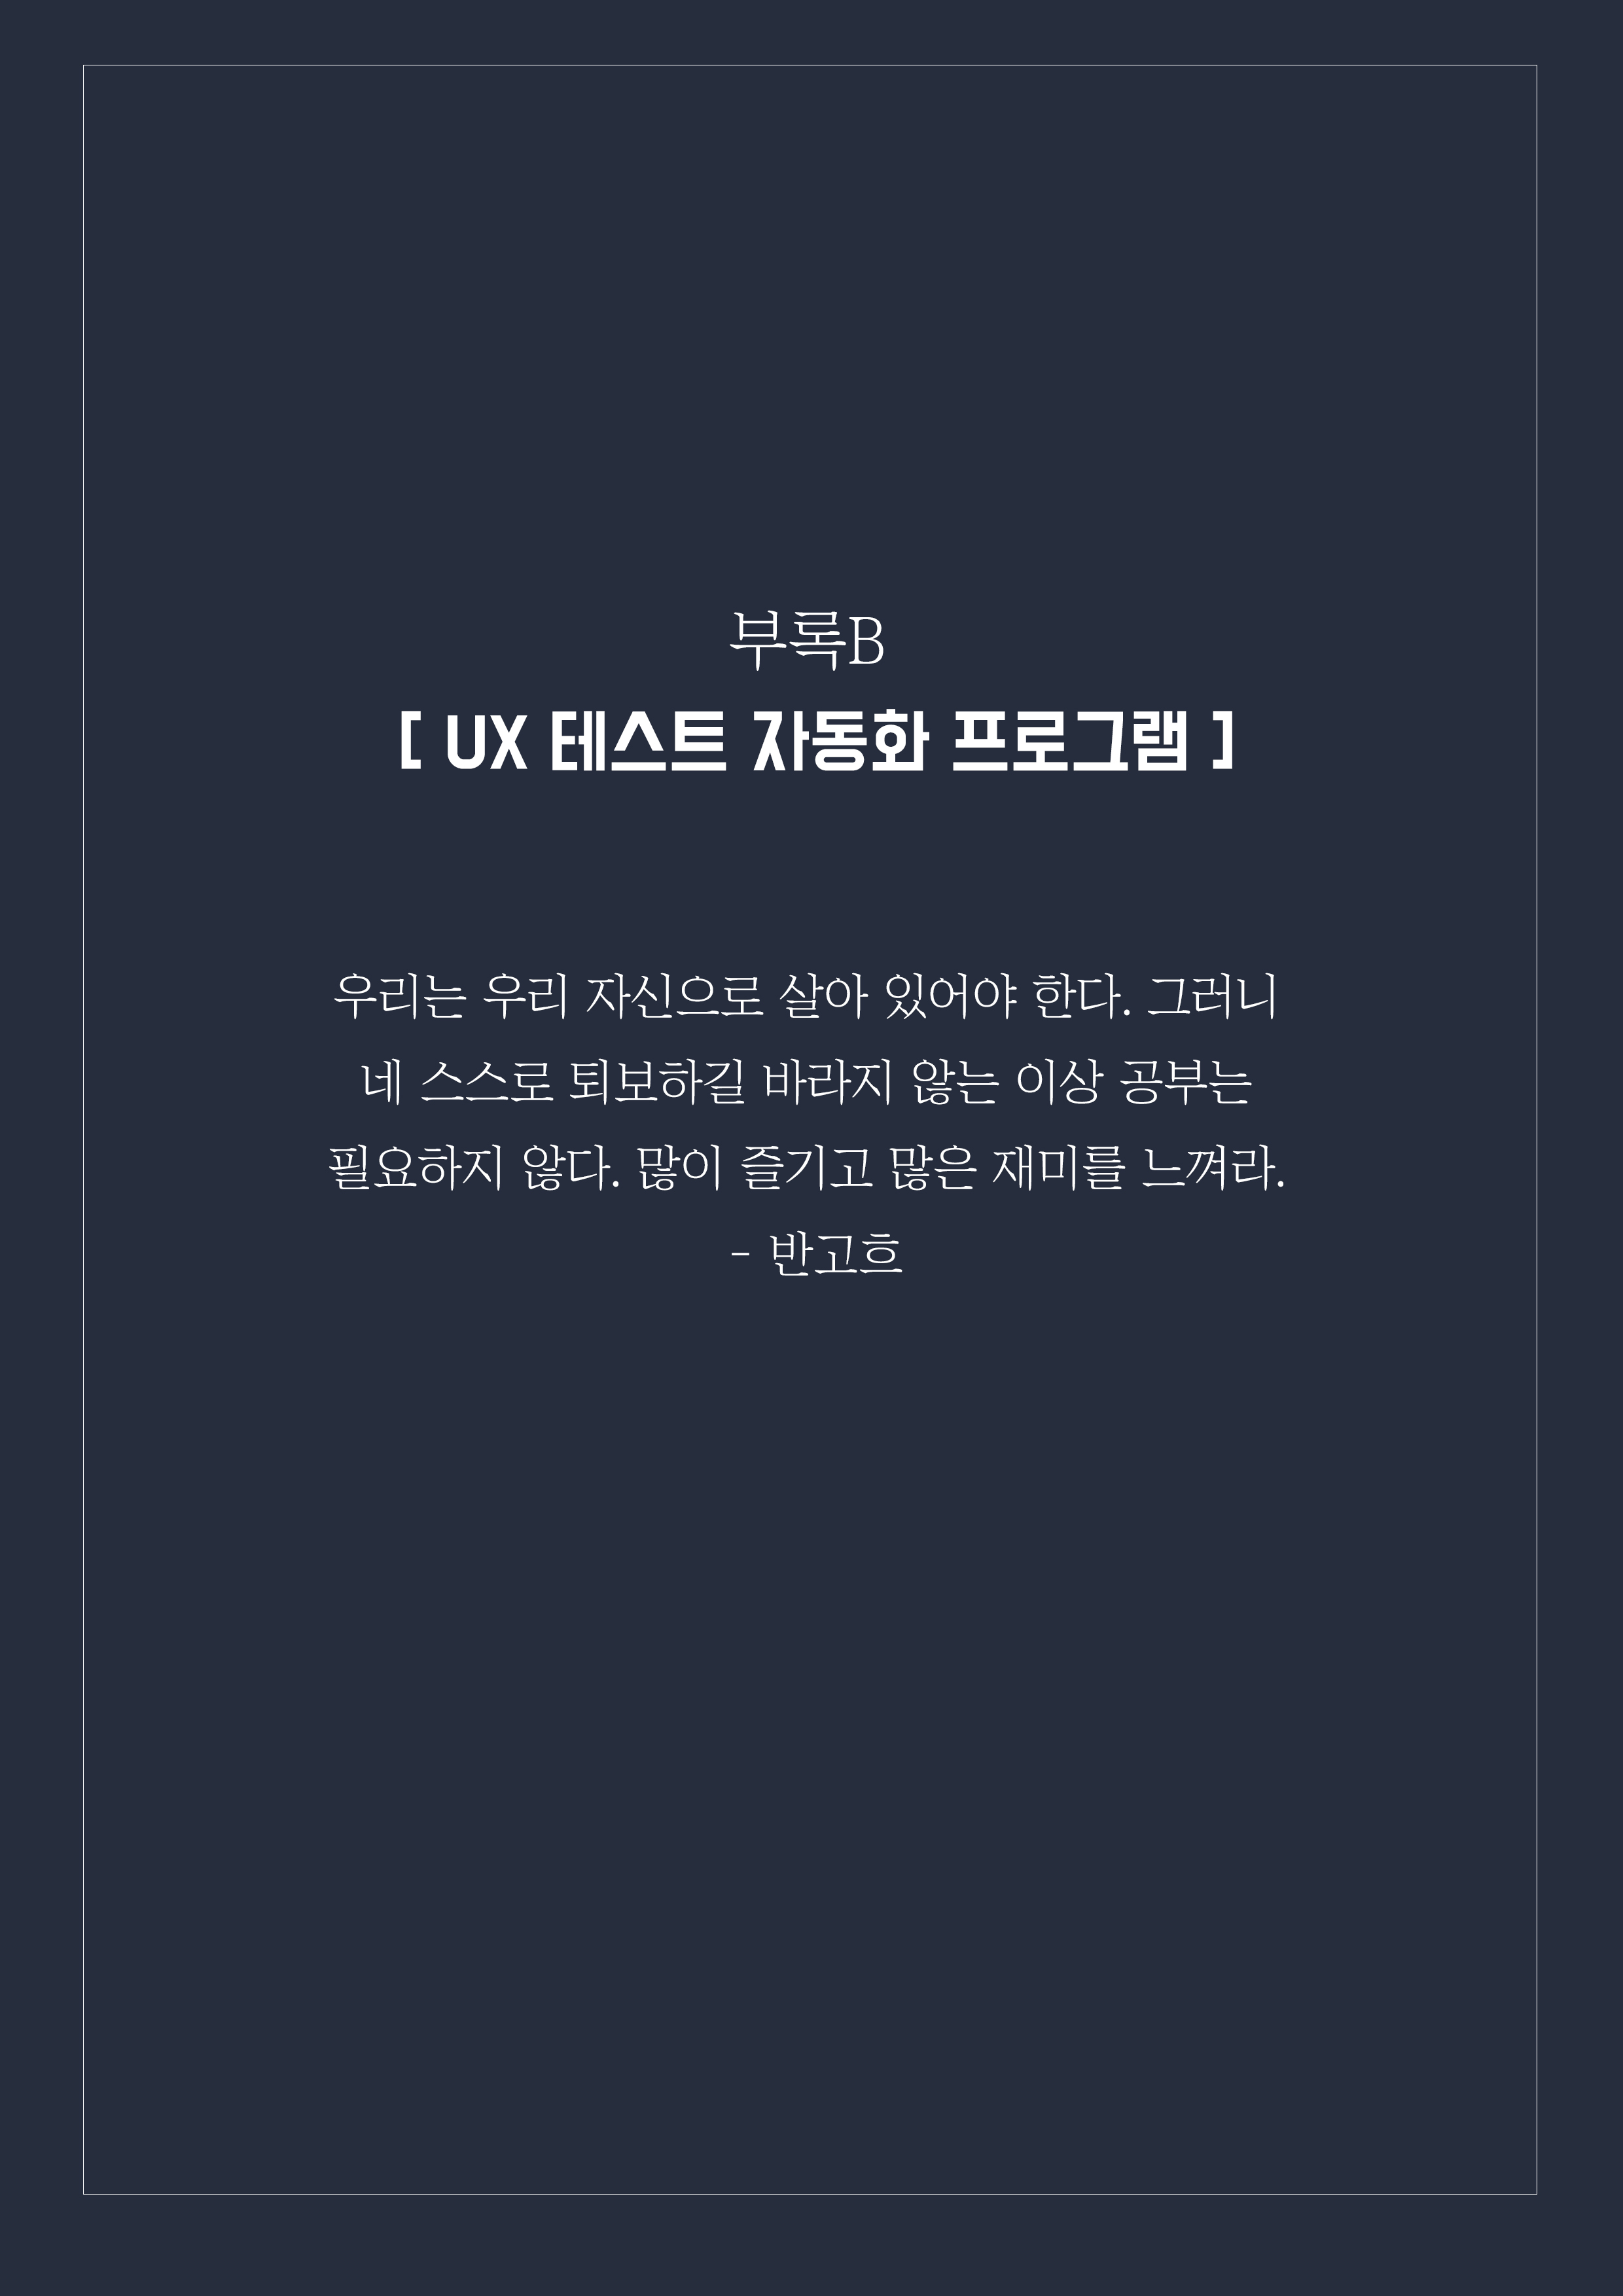 부록B
[ UX 테스트 자동화 프로그램 ]
우리는 우리 자신으로 살아 있어야 한다. 그러니
네 스스로 퇴보하길 바라지 않는 이상 공부는
필요하지 않다. 많이 즐기고 많은 재미를 느껴라.
- 반고흐